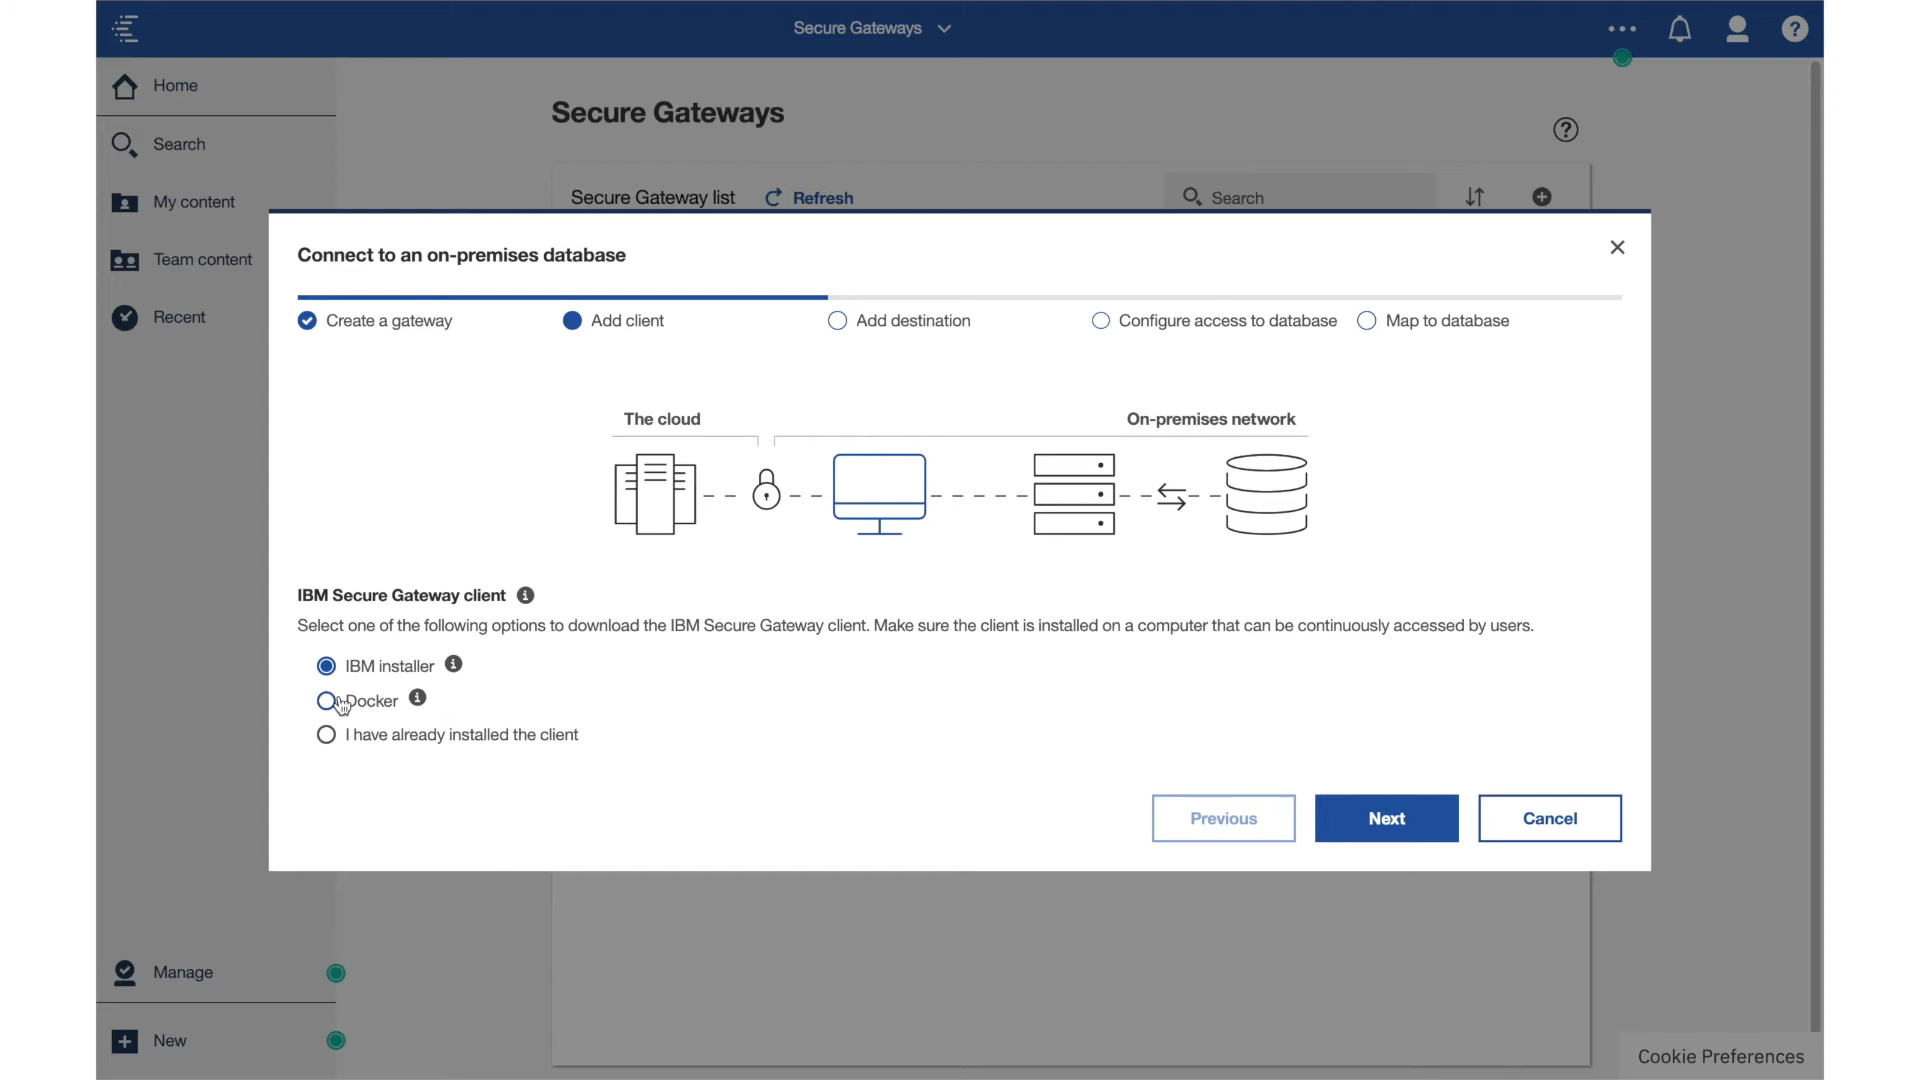 Secure Gateways
?
Home
Search
My content
Team content
Recent
Secure Gateways
?
Secure Gateway list
Refresh
Search
Connect to an on-premises database
Create a gateway
Add client
Add destination
Configure access to database
Map to database
The cloud
On-premises network
IBM Secure Gateway client
Select one of the following options to download the IBM Secure Gateway client. Make sure the client is installed on a computer that can be continuously accessed by users.
IBM installer
Docker
I have already installed the client
Previous
Next
Cancel
Manage
New
Cookie Preferences